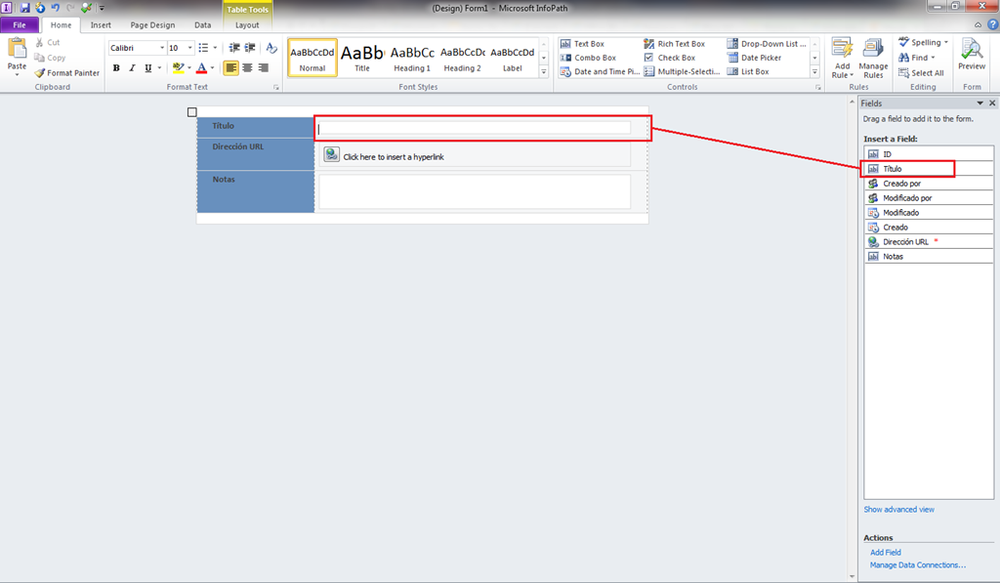 Table Tools
(Design) Form1 - Microsoft InfoPath
File Home Insert Page Design Data Layout
Paste
Cut
Copy
Format Painter
Clipboard
Calibri 10
B I U A
Format Text
AaBbCcDd AaBb AaBbCc AaBbCcDc AaBbCcDd
Normal Title Heading 1 Heading 2 Label
Font Styles
Text Box Rich Text Box Drop-Down List ...
Combo Box Check Box Date Picker
Date and Time Pi... Multiple-Selecti... List Box
Controls
Add Rule
Manage Rules
Rules
Spelling
Find
Select All
Editing
Preview
Form
Título
Dirección URL
Click here to insert a hyperlink
Notas
Fields
Drag a field to add it to the form.
Insert a Field:
ID
Título
Creado por
Modificado por
Modificado
Creado
Dirección URL *
Notas
Show advanced view
Actions
Add Field
Manage Data Connections...